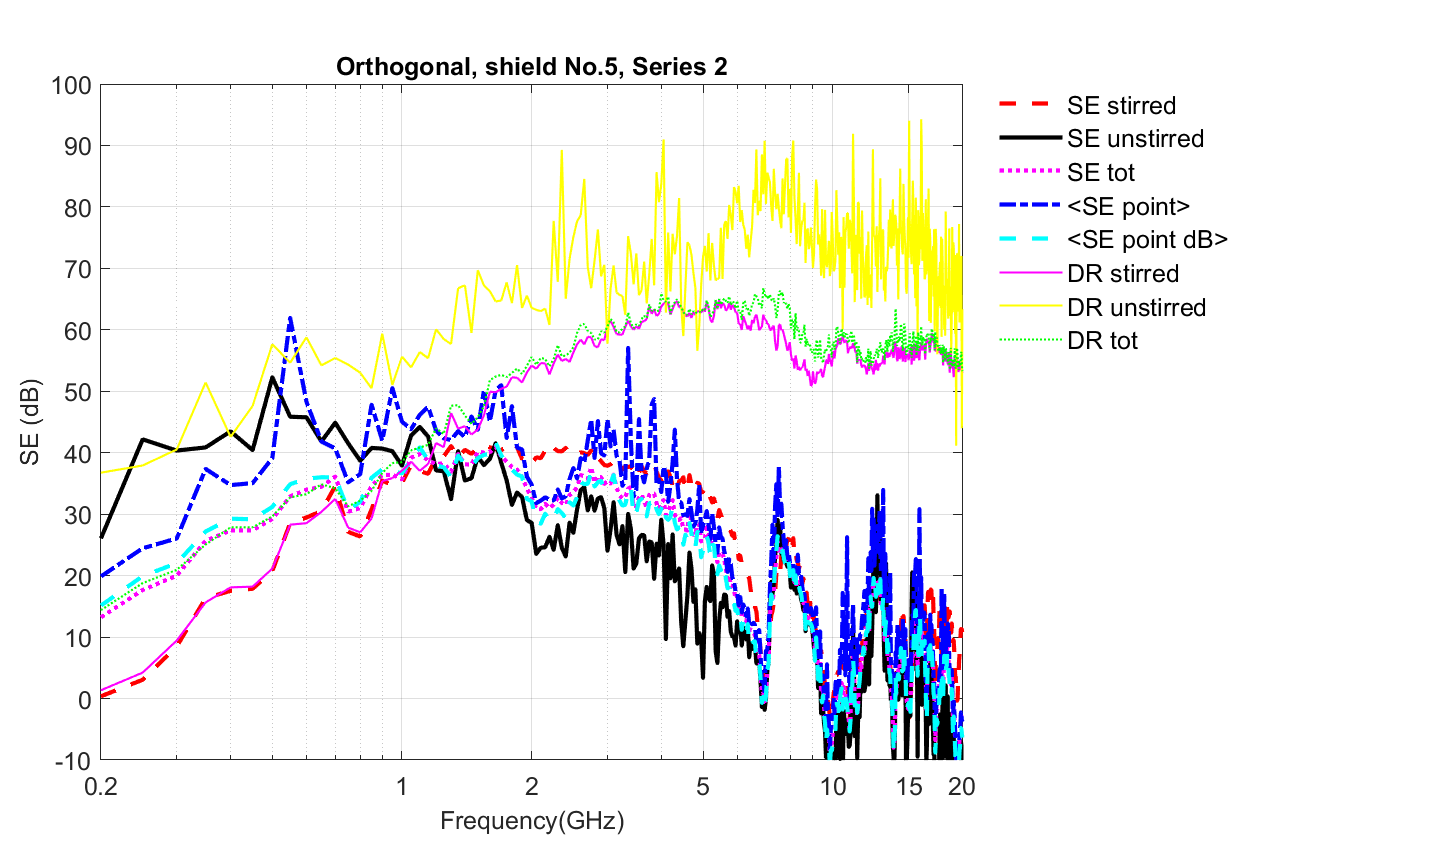 Orthogonal, shield No.5, Series 2
100
90
80
70
60
50
40
30
20
10
0
-10
SE (dB)
0.2
1
2
5
10
15
20
Frequency(GHz)
SE stirred
SE unstirred
SE tot
<SE point>
<SE point dB>
DR stirred
DR unstirred
DR tot